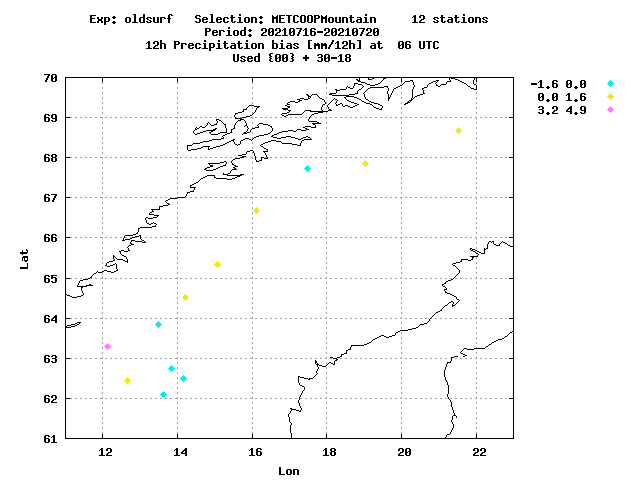 Exp: oldsurf   Selection: METCOOPMountain     12 stations
Period: 20210716-20210720
12h Precipitation bias [mm/12h] at  06 UTC
Used {00} + 30-18
-1.6 0.0
0.0 1.6
3.2 4.9
70
69
68
67
66
65
64
63
62
61
Lat
12 14 16 18 20 22
Lon